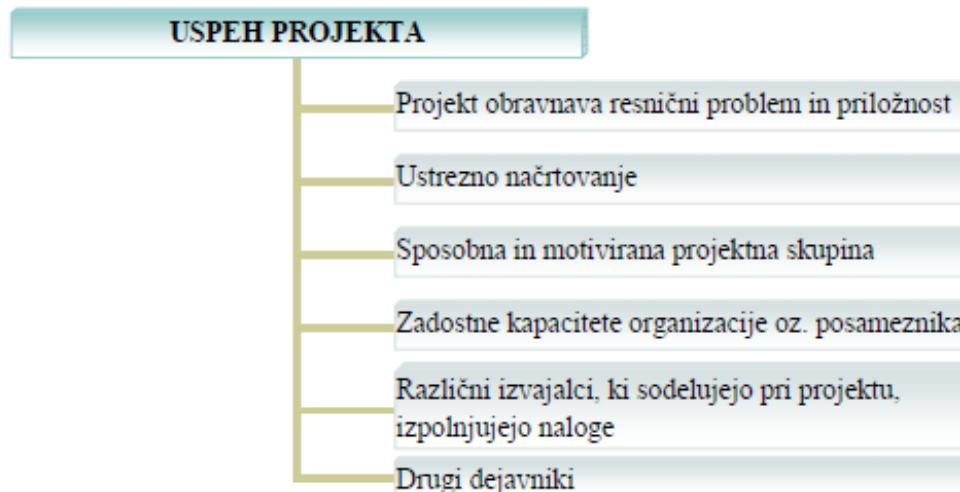 USPEH PROJEKTA
Projekt obravnava resnični problem in priložnost
Ustrezno načrtovanje
Sposobna in motivirana projektna skupina
Zadostne kapacitete organizacije oz. posameznika
Različni izvajalci, ki sodelujejo pri projektu,
izpolnjujejo naloge
Drugi dejavniki